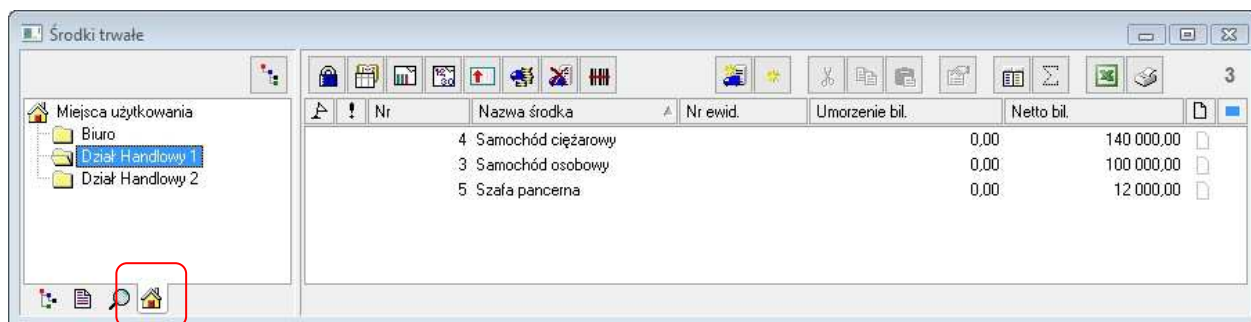 Środki trwałe
3
Miejsca użytkowania
Biuro
Dział Handlowy 1
Dział Handlowy 2
! Nr Nazwa środka Nr ewid. Umorzenie bil. Netto bil.
4 Samochód ciężarowy 0,00 140 000,00
3 Samochód osobowy 0,00 100 000,00
5 Szafa pancerna 0,00 12 000,00